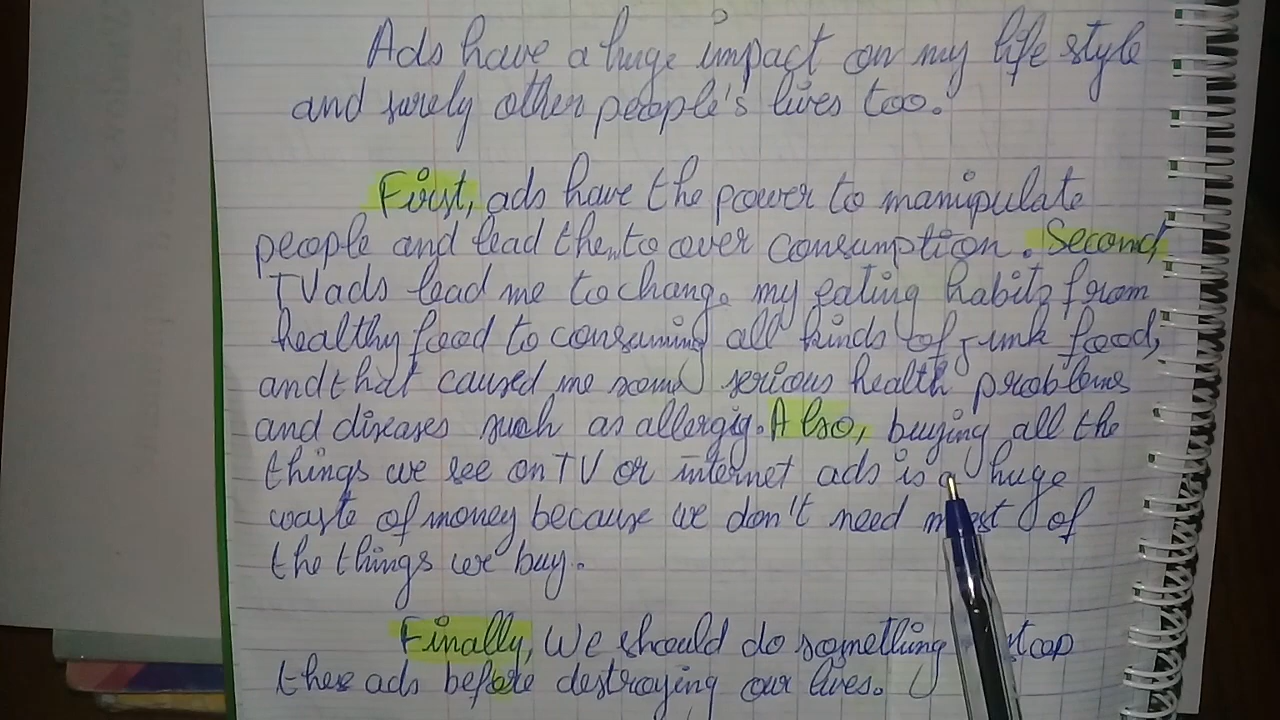 Ads have a huge impact on my life style
and surely other people's lives too.
First, ads have the power to manipulate
people and lead them to over consumption. Second,
TV ads lead me to change my eating habits from
healthy food to consuming all kinds of junk food,
and that caused me some serious health problems
and diseases such as allergig. Also, buying all the
things we see on TV or internet ads is a huge
waste of money because we don't need most of
the things we buy.
Finally, We should do something stop
these ads before destroying our lives.